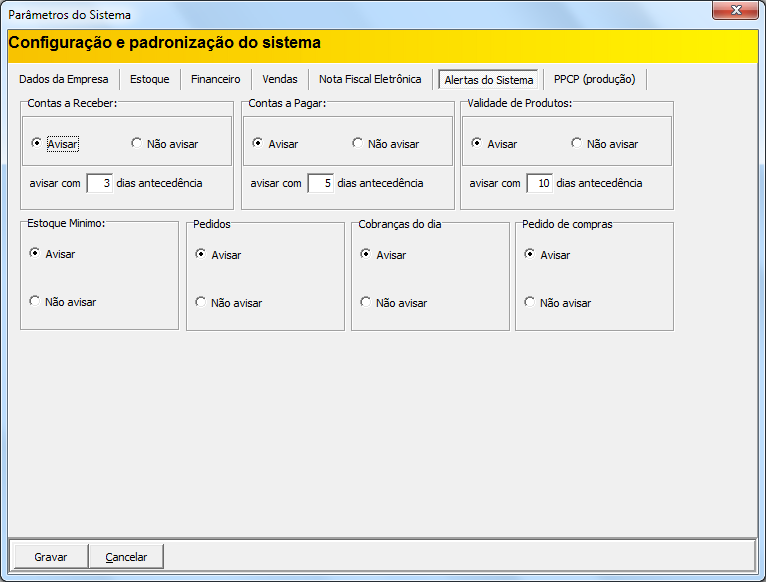 Parâmetros do Sistema
Configuração e padronização do sistema
Dados da Empresa Estoque Financeiro Vendas Nota Fiscal Eletrônica Alertas do Sistema PPCP (produção)
Contas a Receber: Contas a Pagar: Validade de Produtos:
Avisar Não avisar Avisar Não avisar Avisar Não avisar
avisar com 3 dias antecedência avisar com 5 dias antecedência avisar com 10 dias antecedência
Estoque Minimo: Pedidos Cobranças do dia Pedido de compras
Avisar Avisar Avisar Avisar
Não avisar Não avisar Não avisar Não avisar
Gravar Cancelar